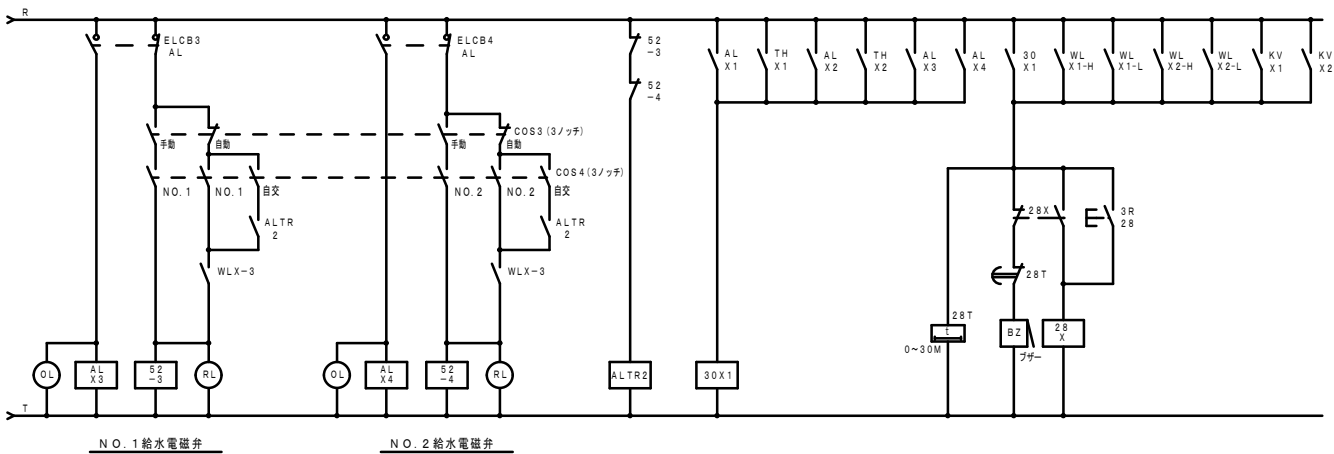 R
ELCB3
AL
ELCB4
AL
52
-3
52
-4
AL
X1
TH
X1
AL
X2
TH
X2
AL
X3
AL
X4
30
X1
WL
X1-H
WL
X1-L
WL
X2-H
WL
X2-L
KV
X1
KV
X2
手動
自動
手動
自動
COS3(3ノッチ)
NO.1
NO.1
自交
NO.2
NO.2
COS4(3ノッチ)
自交
ALTR
2
ALTR
2
28X
3R
28
WLX-3
WLX-3
28T
28T
t
0~30M
BZ
ブザー
28
X
OL
AL
X3
52
-3
RL
OL
AL
X4
52
-4
RL
ALTR2
30X1
T
NO.1給水電磁弁
NO.2給水電磁弁